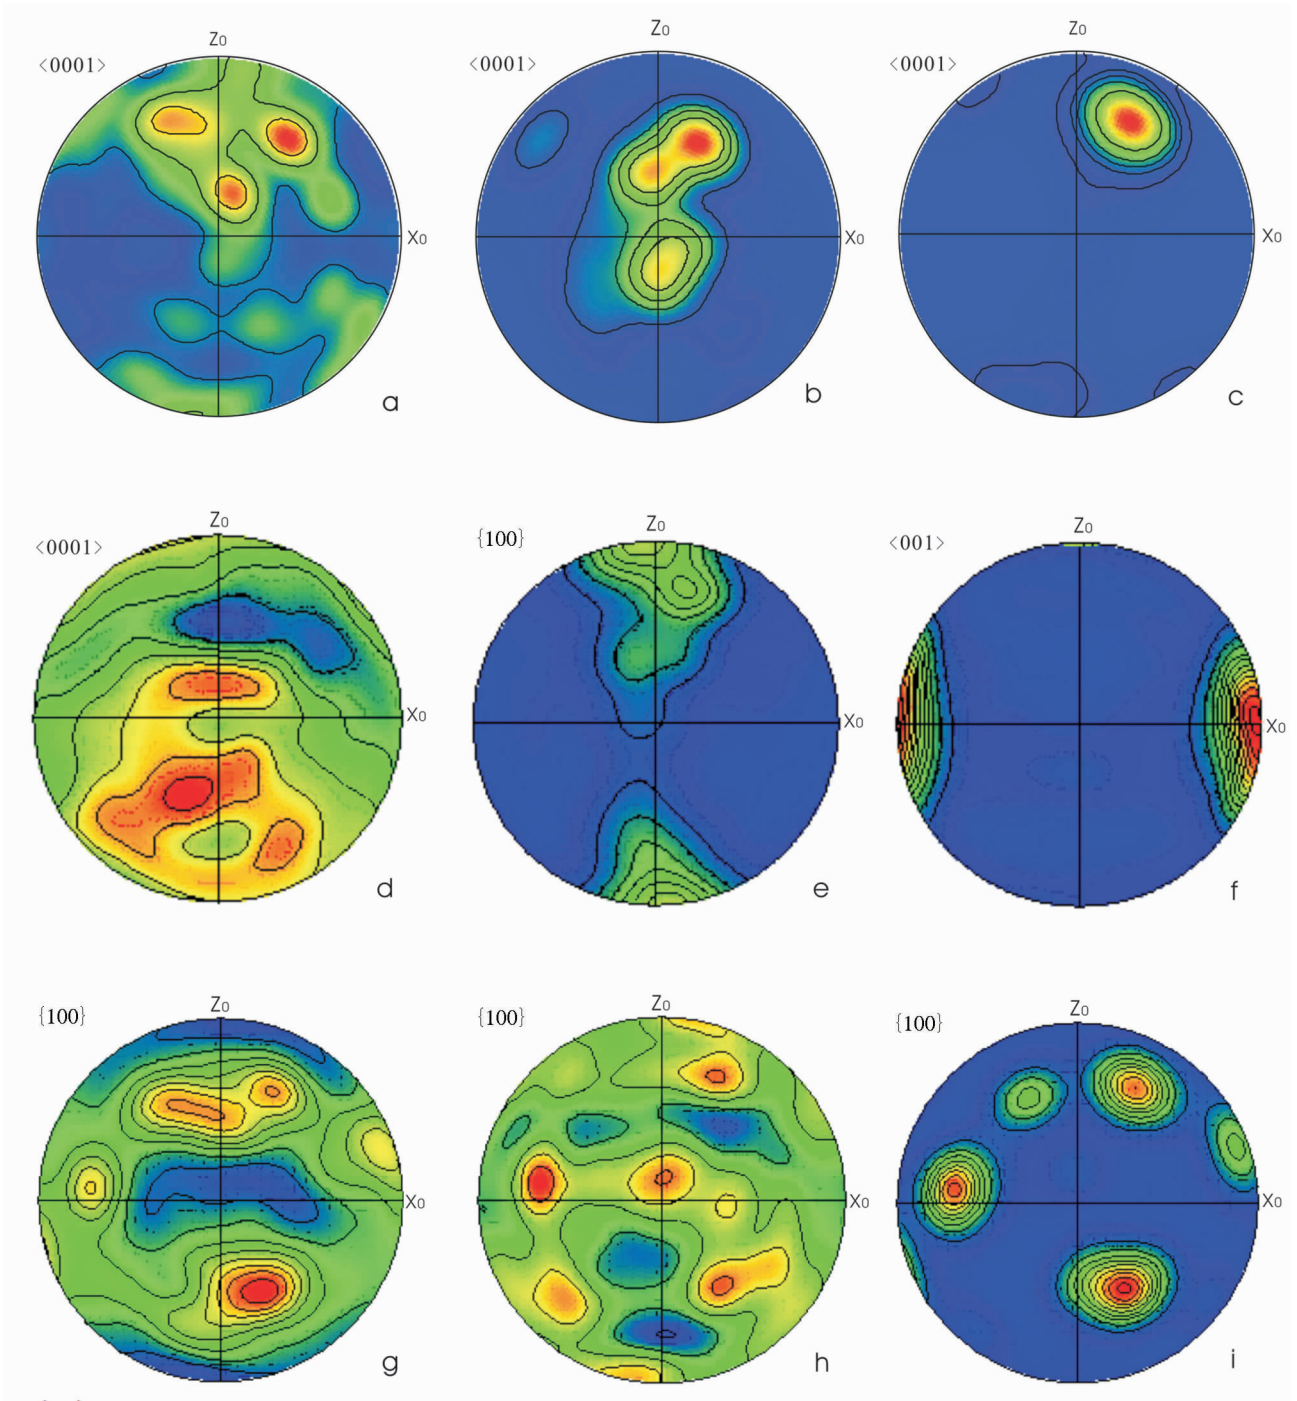 Z0 Z0 Z0
<0001> <0001> <0001>
X0 X0 X0
a b c
Z0 Z0 Z0
<0001> {100} <001>
X0 X0 X0
d e f
Z0 Z0 Z0
{100} {100} {100}
X0 X0 X0
g h i